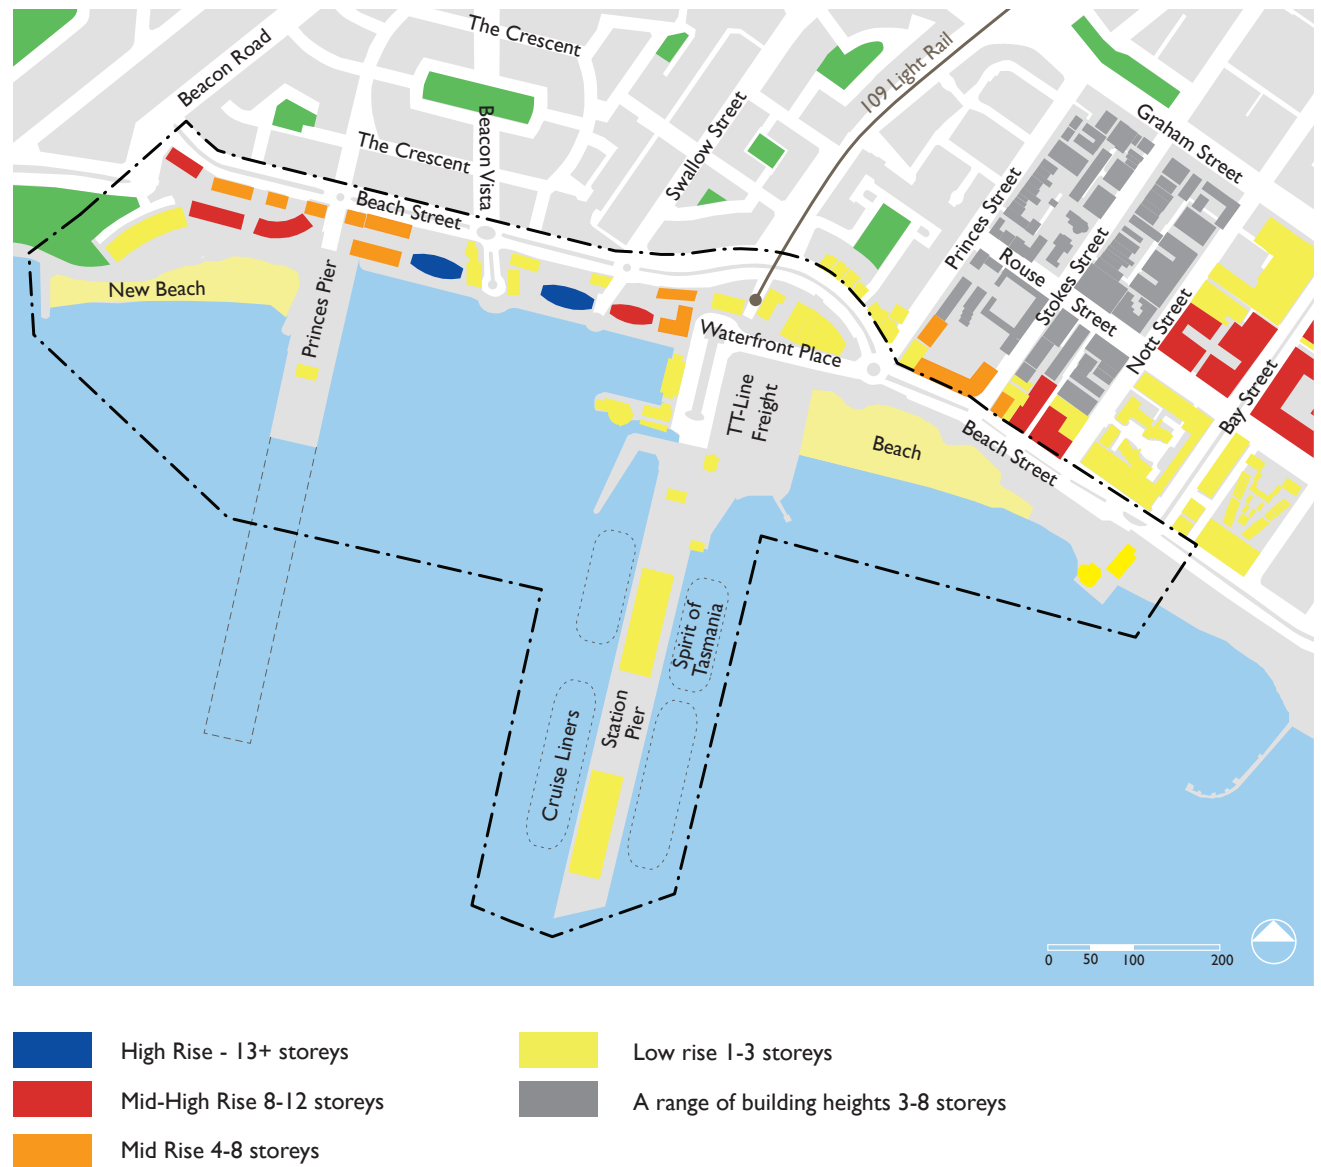 The Crescent
Beacon Road
109 Light Rail
Beacon Vista
Swallow Street
Graham Street
The Crescent
Beach Street
Princes Street
Rouse
Street
Stokes Street
Nott Street
New Beach
Princes Pier
Waterfront Place
TT-Line
Freight
Bay Street
Beach
Beach Street
Spirit of
Tasmania
Station
Pier
Cruise Liners
0 50 100 200
High Rise - 13+ storeys
Mid-High Rise 8-12 storeys
Mid Rise 4-8 storeys
Low rise 1-3 storeys
A range of building heights 3-8 storeys